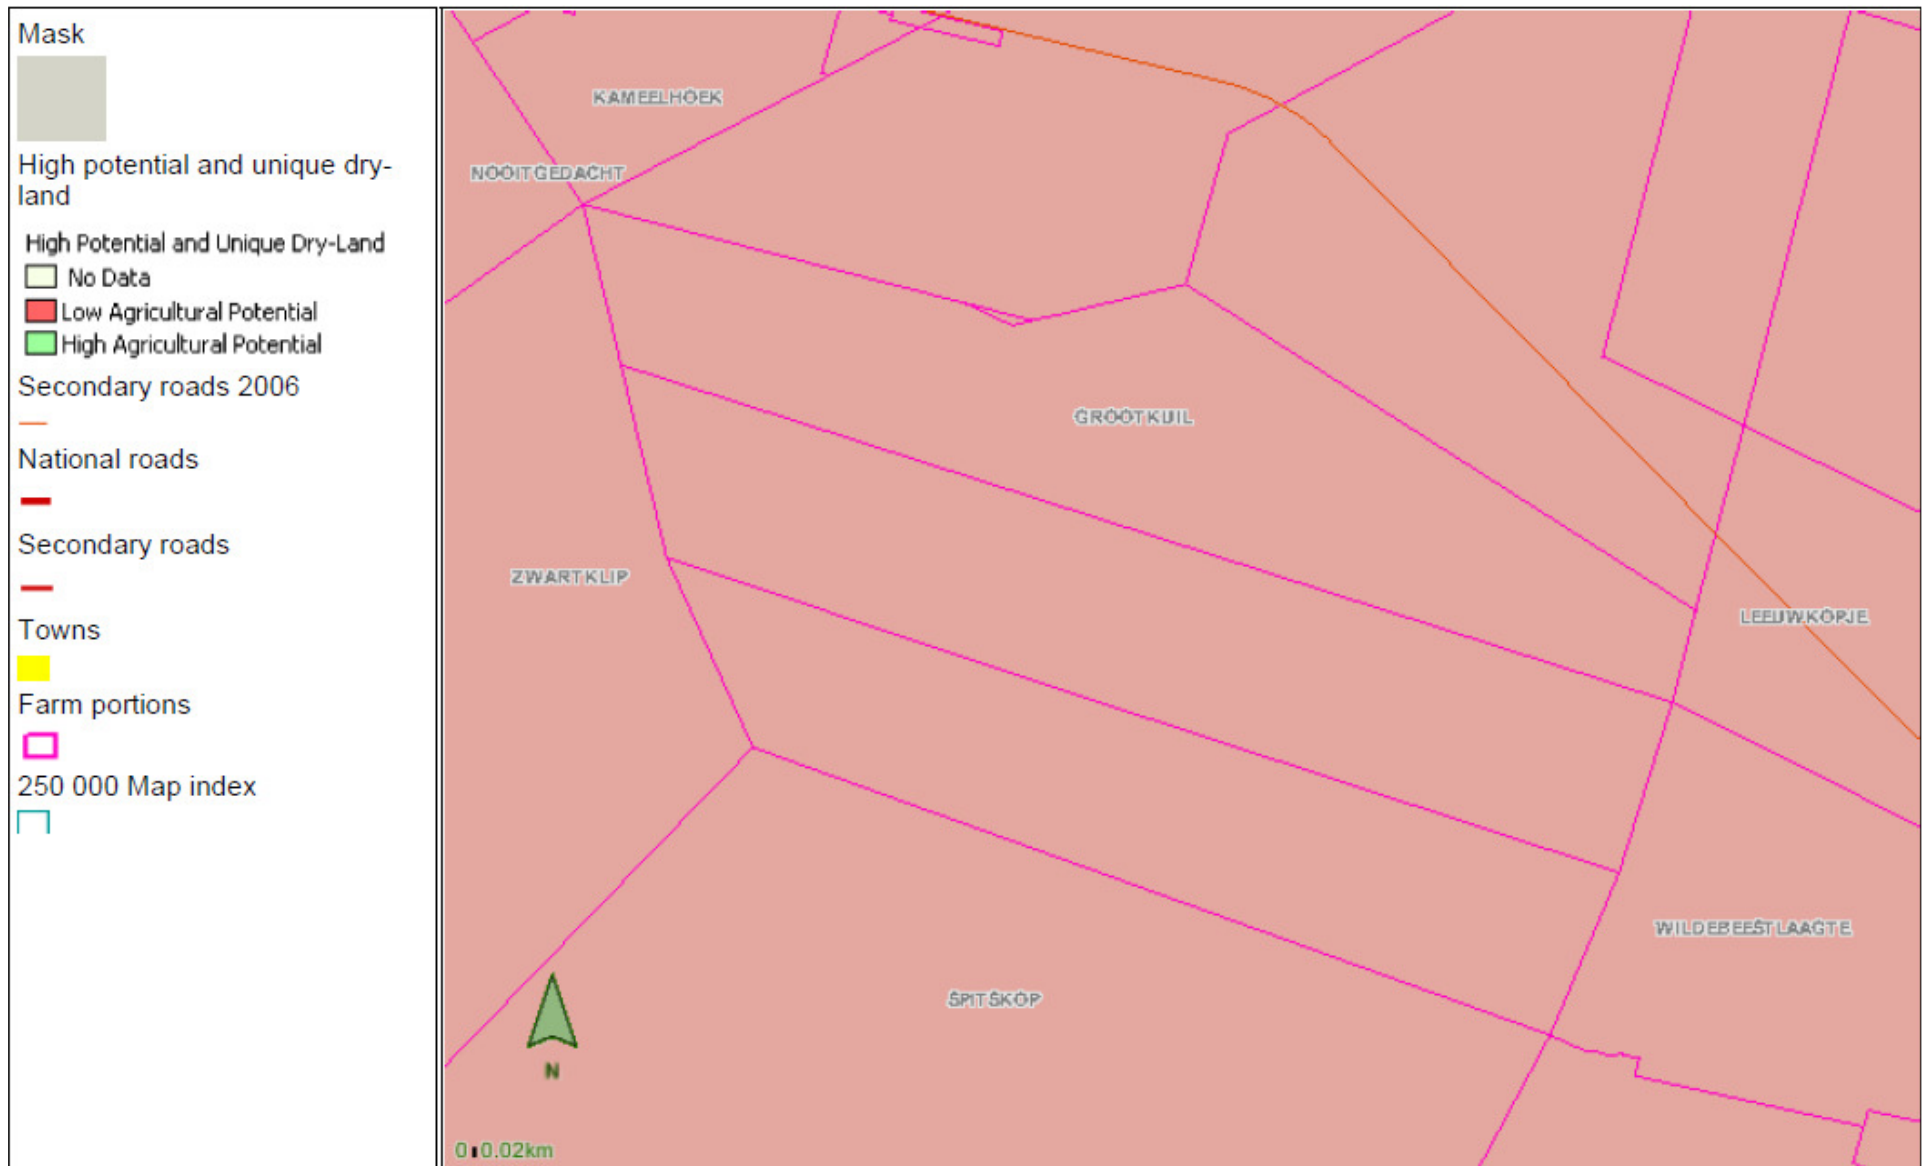 Mask
High potential and unique dry-
land
High Potential and Unique Dry-Land
No Data
Low Agricultural Potential
High Agricultural Potential
Secondary roads 2006
National roads
Secondary roads
Towns
Farm portions
250 000 Map index
KAMEELHOEK
NOOITGEDACHT
GROOTKUIL
ZWARTKLIP
LEEUWKOPJE
WILDEBEESTLAAGTE
SPITSKOP
N
0 0.02km